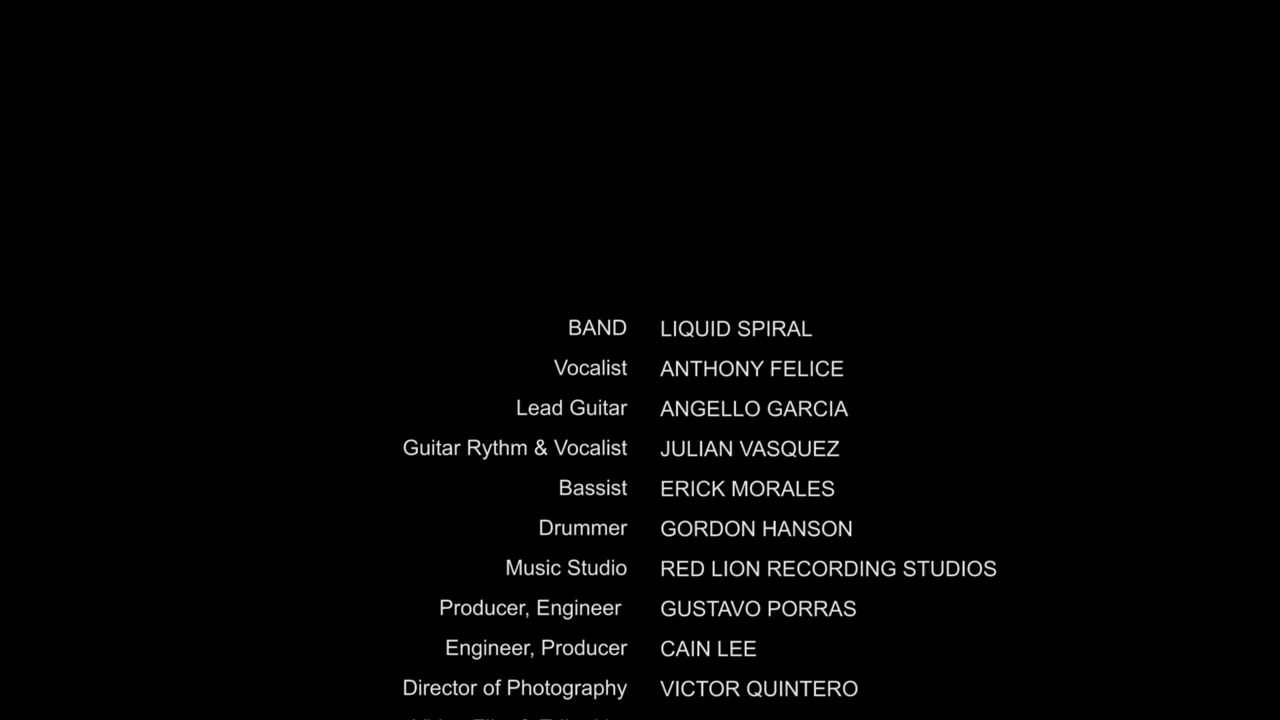 BAND LIQUID SPIRAL
Vocalist ANTHONY FELICE
Lead Guitar ANGELLO GARCIA
Guitar Rythm & Vocalist JULIAN VASQUEZ
Bassist ERICK MORALES
Drummer GORDON HANSON
Music Studio RED LION RECORDING STUDIOS
Producer, Engineer GUSTAVO PORRAS
Engineer, Producer CAIN LEE
Director of Photography VICTOR QUINTERO